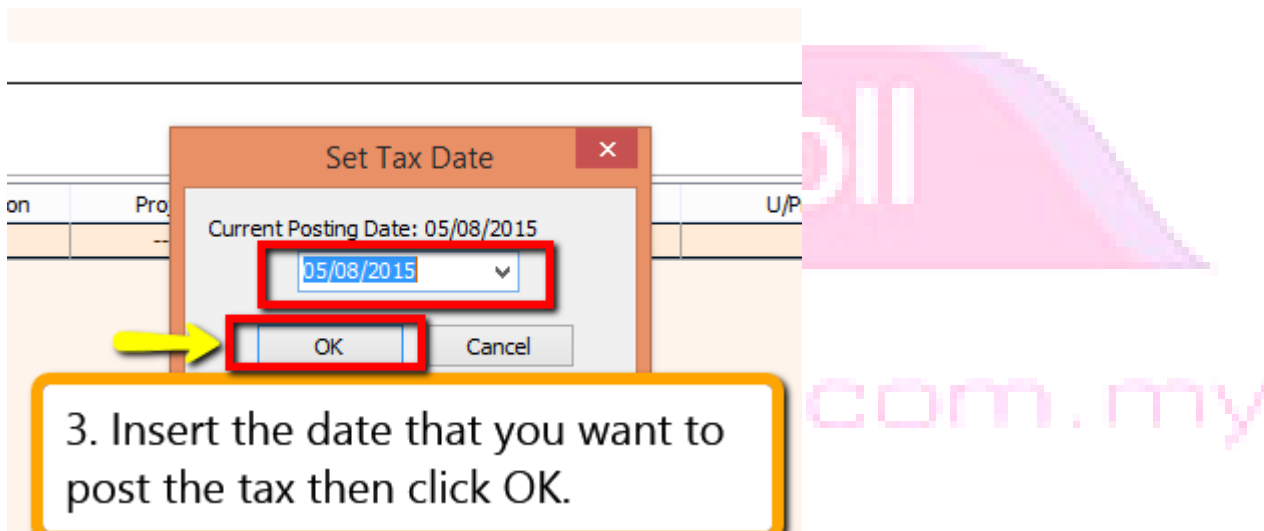 oll
Set Tax Date
on Pro U/P
Current Posting Date: 05/08/2015
--
05/08/2015
OK Cancel
com.my
3. Insert the date that you want to
post the tax then click OK.